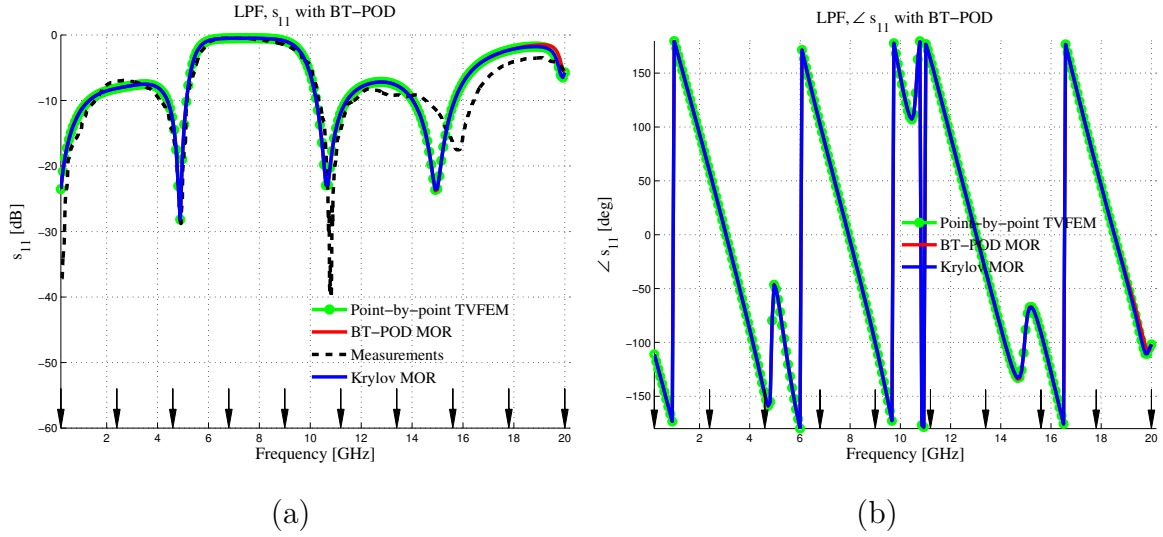 LPF, s11 with BT−POD
0
−10
−20
−30
−40
−50
−60
s11 [dB]
Point−by−point TVFEM
BT−POD MOR
Measurements
Krylov MOR
2 4 6 8 10 12 14 16 18 20
Frequency [GHz]
(a)
LPF, ∠ s11 with BT−POD
150
100
50
0
−50
−100
−150
∠ s11 [deg]
Point−by−point TVFEM
BT−POD MOR
Krylov MOR
2 4 6 8 10 12 14 16 18 20
Frequency [GHz]
(b)